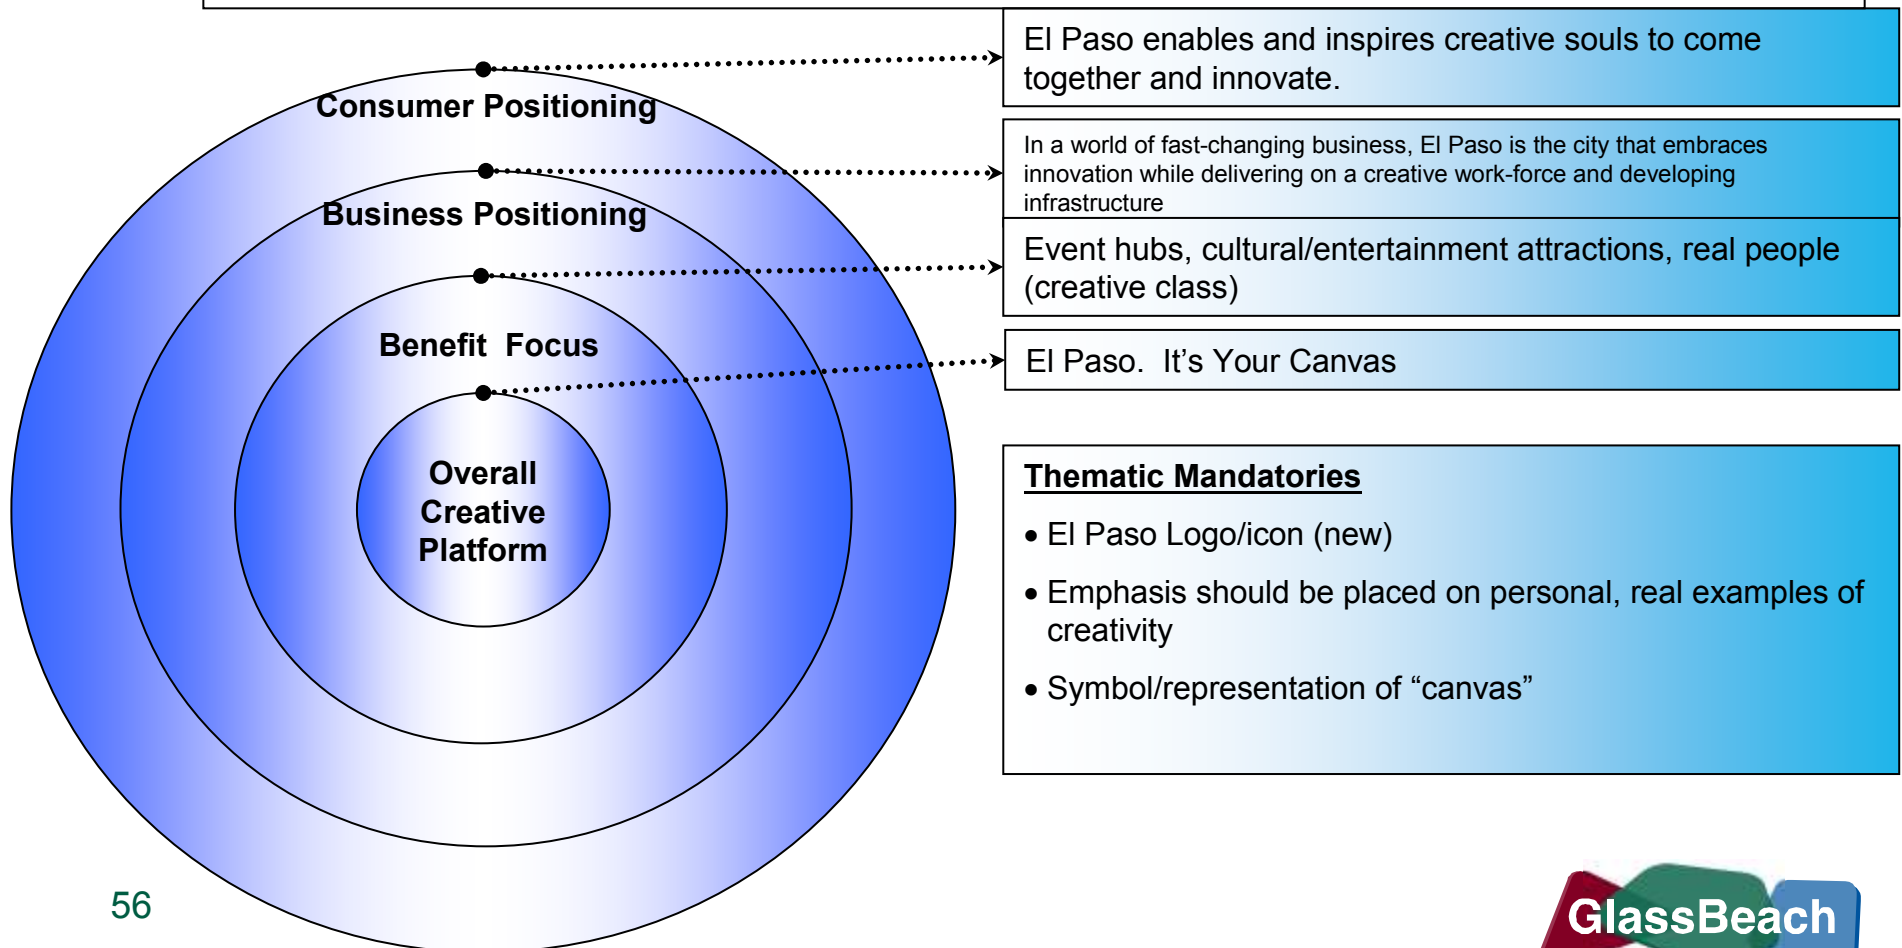 Consumer Positioning
El Paso enables and inspires creative souls to come
together and innovate.
Business Positioning
In a world of fast-changing business, El Paso is the city that embraces
innovation while delivering on a creative work-force and developing
infrastructure
Benefit  Focus
Event hubs, cultural/entertainment attractions, real people
(creative class)
Overall
Creative
Platform
El Paso.  It’s Your Canvas
Thematic Mandatories
• El Paso Logo/icon (new)
• Emphasis should be placed on personal, real examples of
creativity
• Symbol/representation of “canvas”
56
GlassBeach